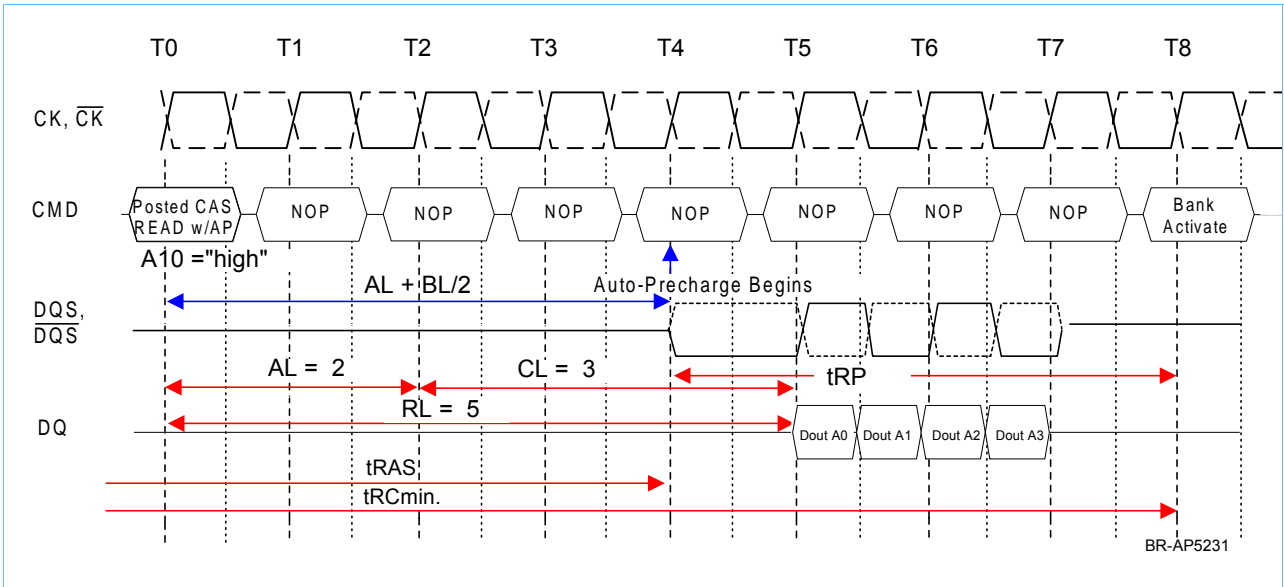 T0 T1 T2 T3 T4 T5 T6 T7 T8
CK, CK
CMD
Posted CAS
READ w/AP
NOP NOP NOP NOP NOP NOP NOP
Bank
Activate
A10 ="high"
AL + BL/2
Auto-Precharge Begins
DQS,
DQS
AL = 2
CL = 3
tRP
RL = 5
DQ
Dout A0 Dout A1 Dout A2 Dout A3
tRAS
tRCmin.
BR-AP5231